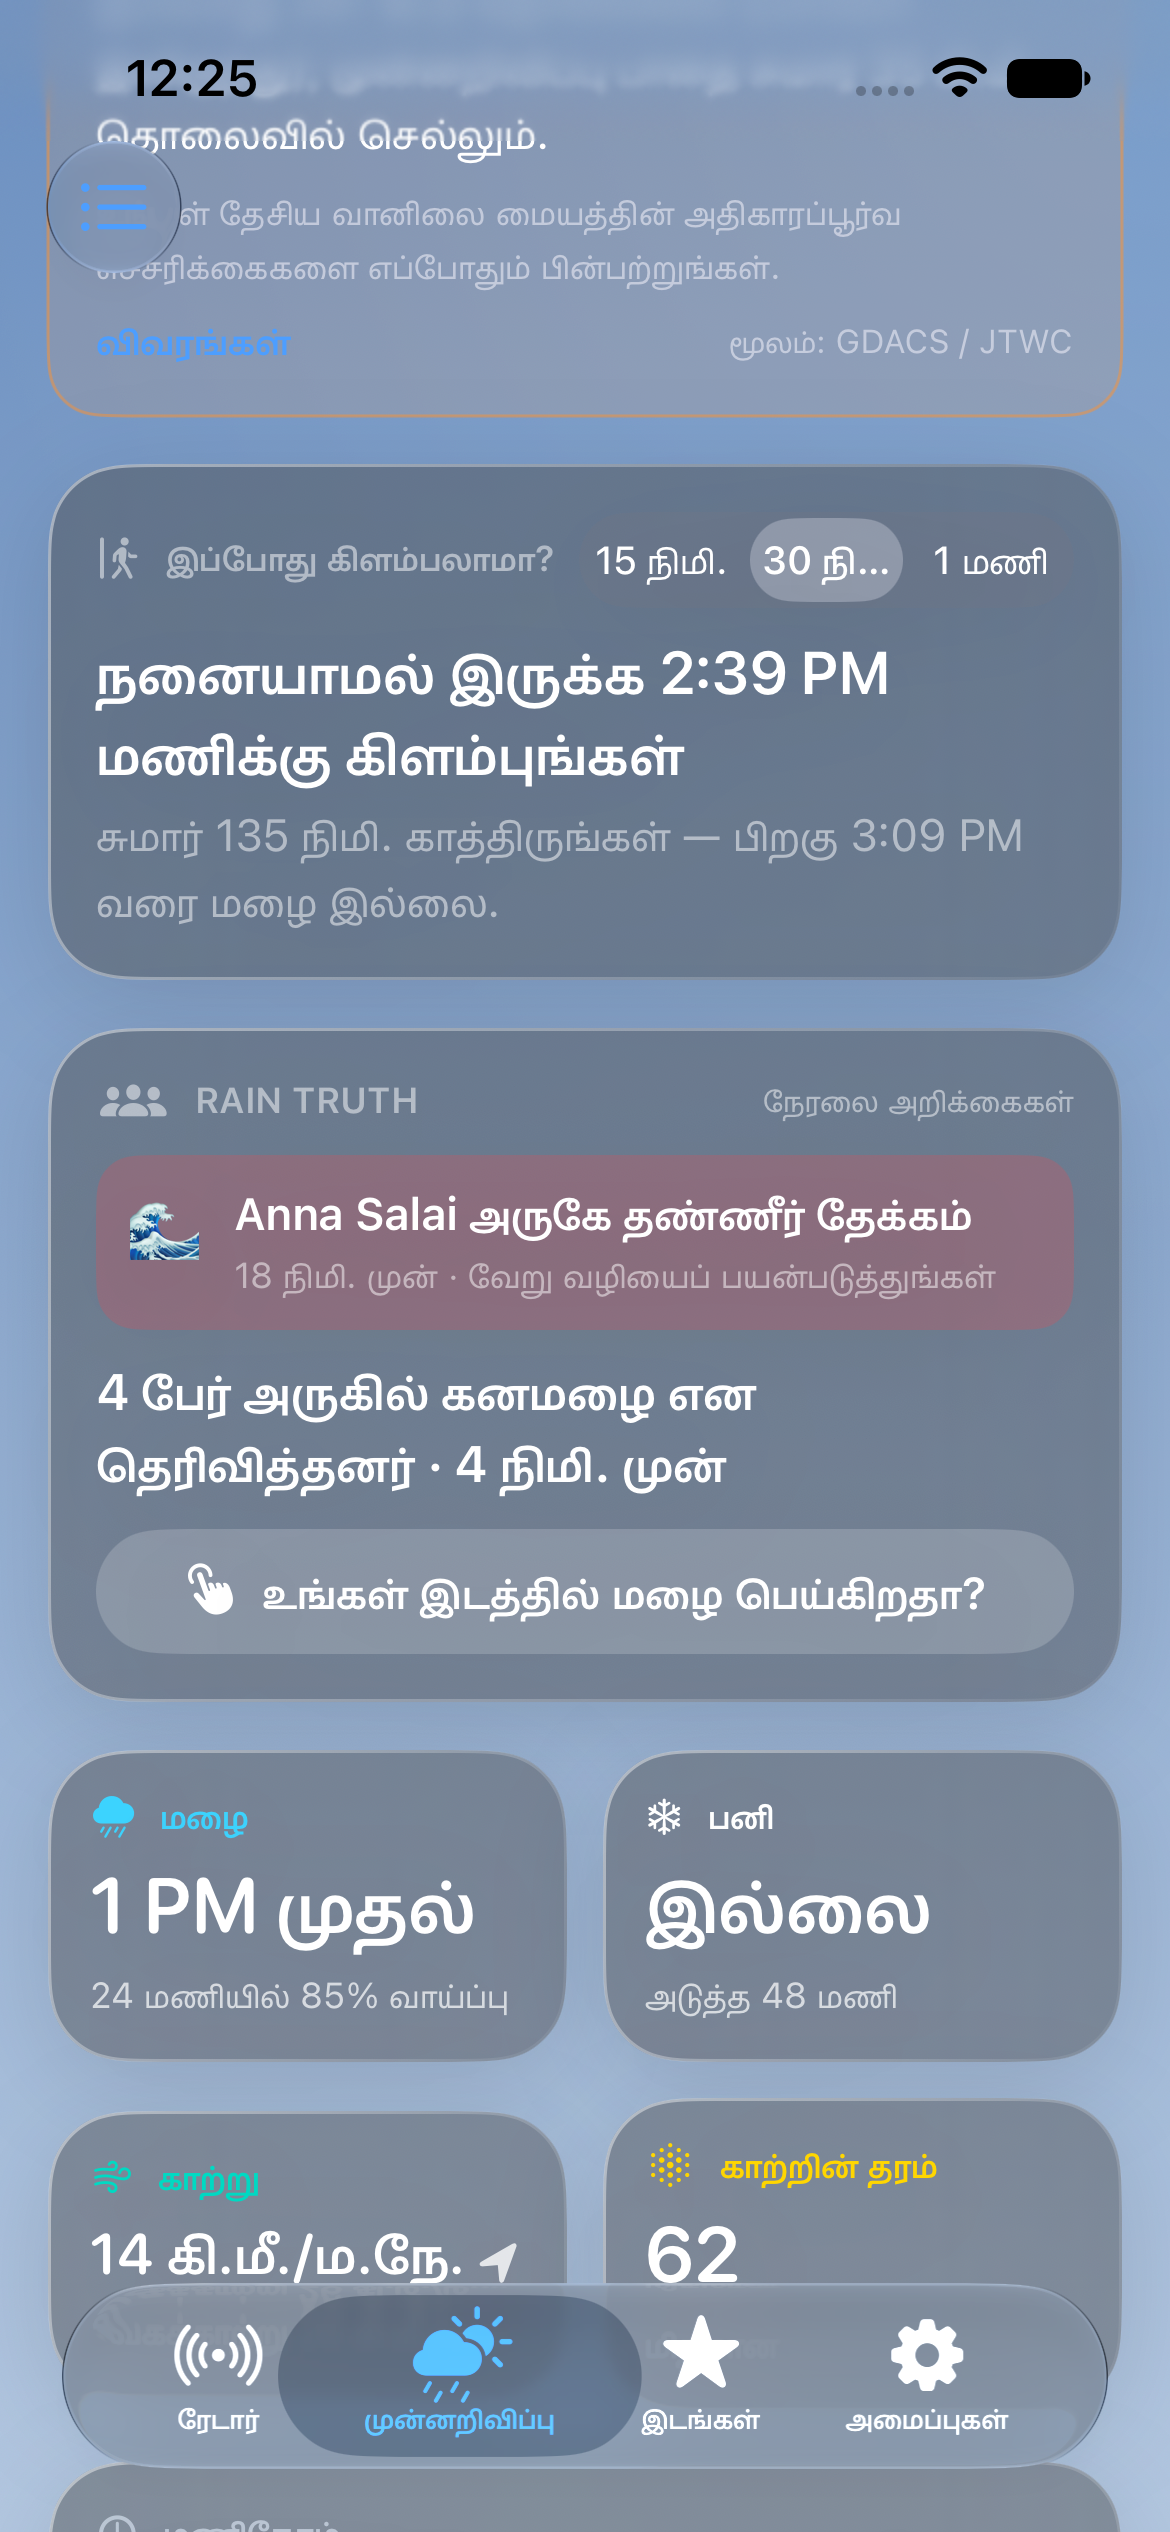 12:25
தொலைவில் செல்லும்.
தேசிய வானிலை மையத்தின் அதிகாரப்பூர்வ
எச்சரிக்கைகளை எப்போதும் பின்பற்றுங்கள்.
விவரங்கள்
மூலம்: GDACS / JTWC
இப்போது கிளம்பலாமா?
15 நிமி.
30 நி...
1 மணி
நனையாமல் இருக்க 2:39 PM
மணிக்கு கிளம்புங்கள்
சுமார் 135 நிமி. காத்திருங்கள் — பிறகு 3:09 PM
வரை மழை இல்லை.
RAIN TRUTH
நேரலை அறிக்கைகள்
Anna Salai அருகே தண்ணீர் தேக்கம்
18 நிமி. முன் · வேறு வழியைப் பயன்படுத்துங்கள்
4 பேர் அருகில் கனமழை என
தெரிவித்தனர் · 4 நிமி. முன்
உங்கள் இடத்தில் மழை பெய்கிறதா?
மழை
1 PM முதல்
24 மணியில் 85% வாய்ப்பு
பனி
இல்லை
அடுத்த 48 மணி
காற்று
14 கி.மீ./ம.நே.
காற்றின் தரம்
62
ரேடார்
முன்னறிவிப்பு
இடங்கள்
அமைப்புகள்